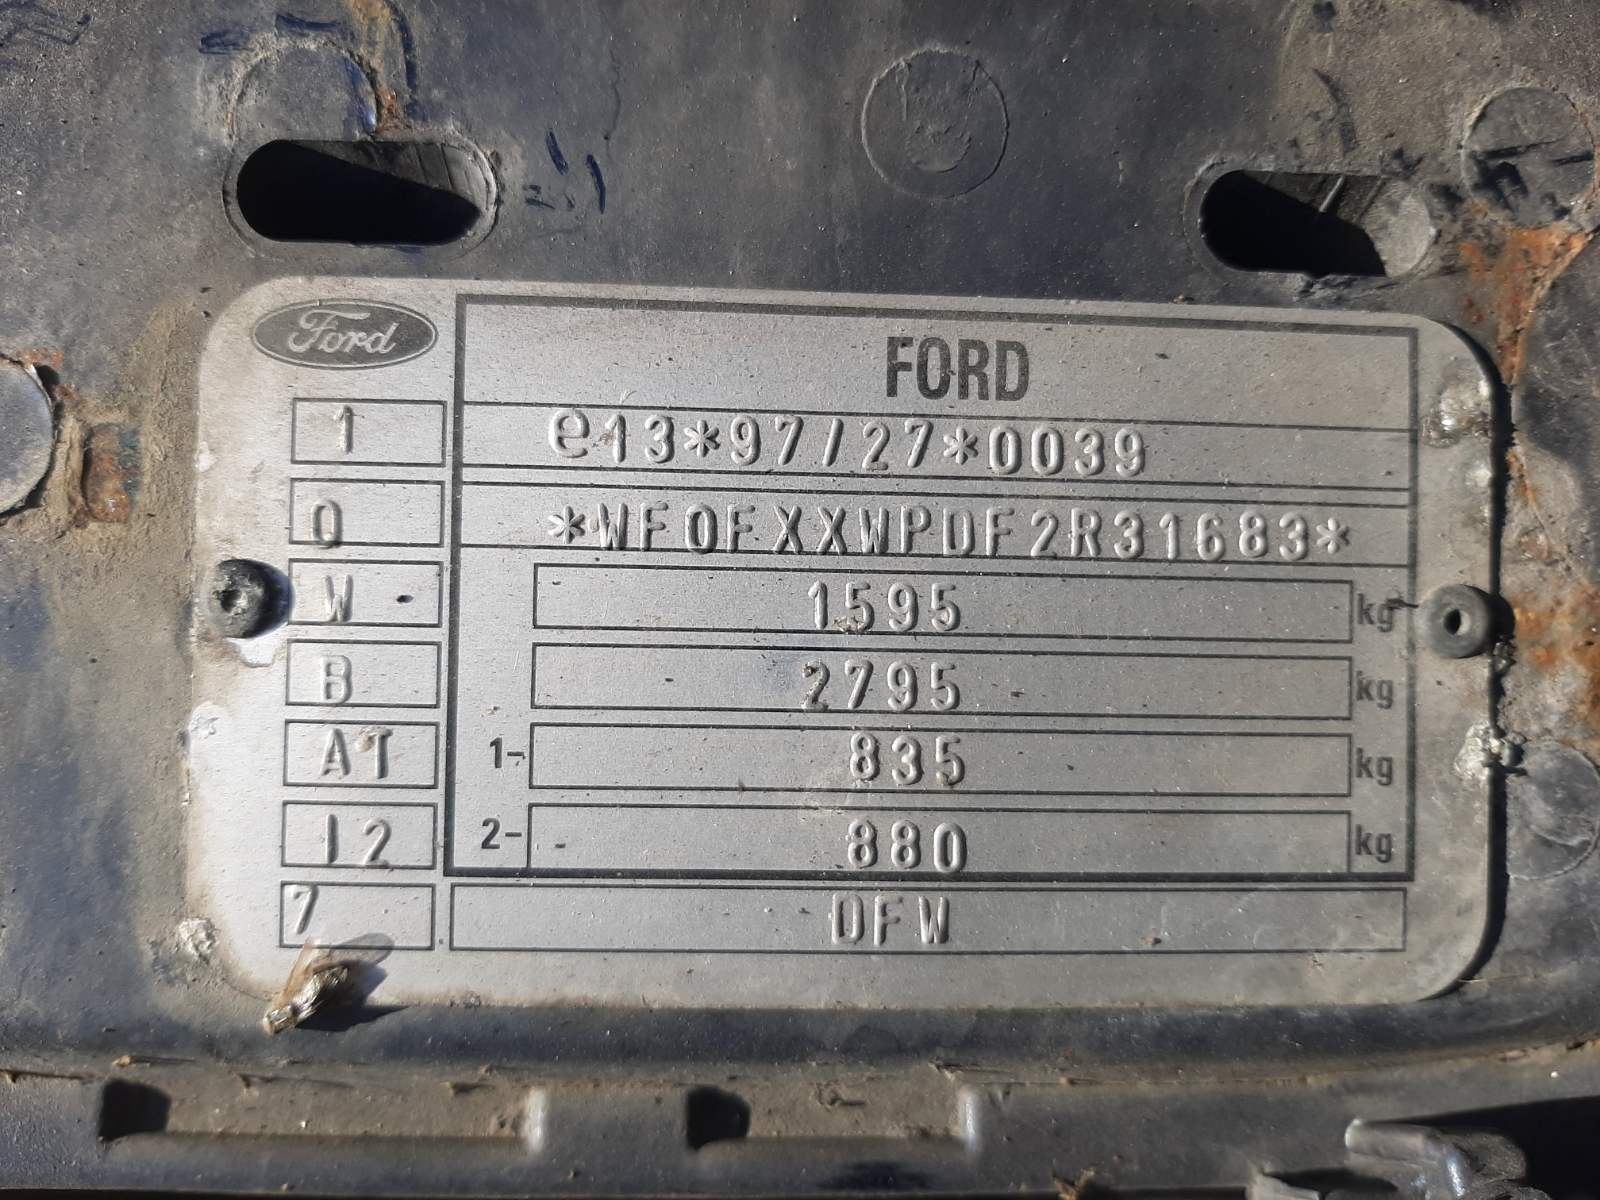 Ford
FORD
1 e13*97/27*0039
Q *WF0FXXWPDF2R31683*
W 1595 kg
B 2795 kg
AT 1- 835 kg
12 2- 880 kg
7 DFW